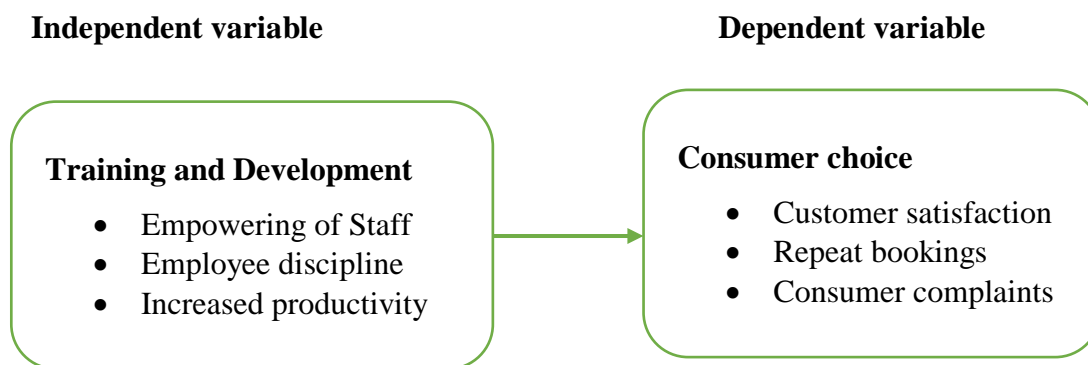 Independent variable
Dependent variable
Training and Development
• Empowering of Staff
• Employee discipline
• Increased productivity
Consumer choice
• Customer satisfaction
• Repeat bookings
• Consumer complaints